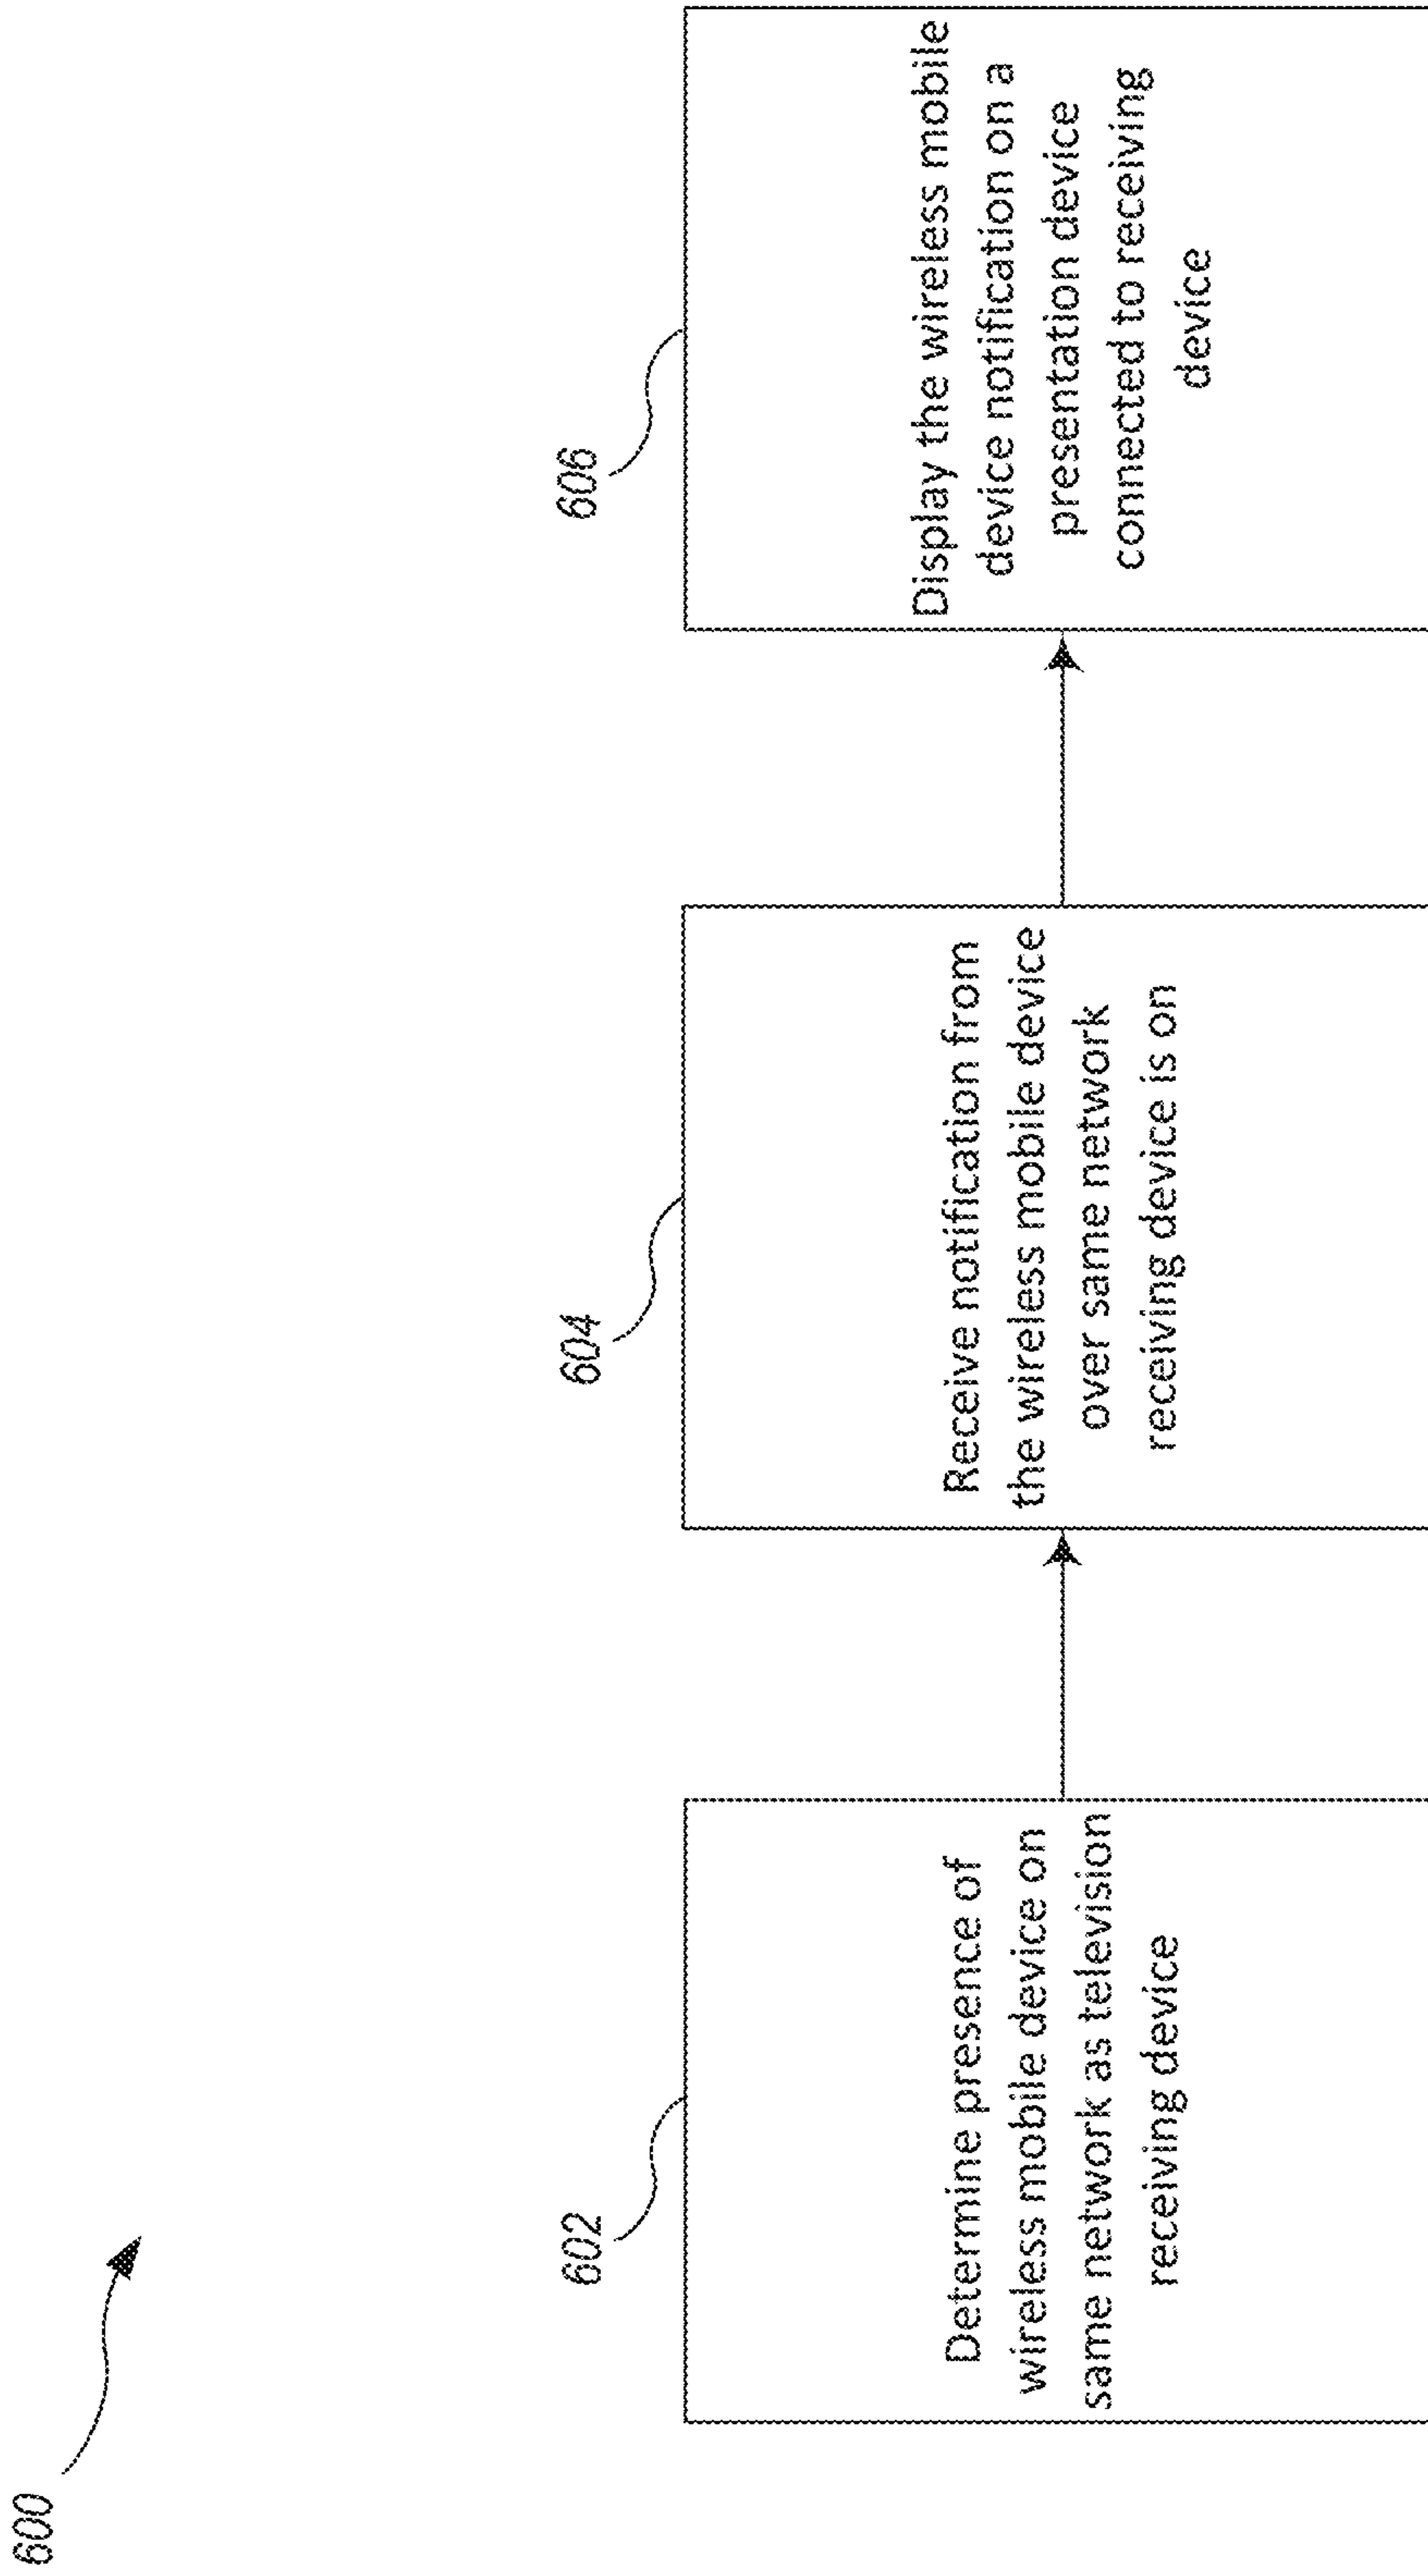 600
602
Determine presence of
wireless mobile device on
same network as television
receiving device
604
Receive notification from
the wireless mobile device
over same network
receiving device is on
606
Display the wireless mobile
device notification on a
presentation device
connected to receiving
device